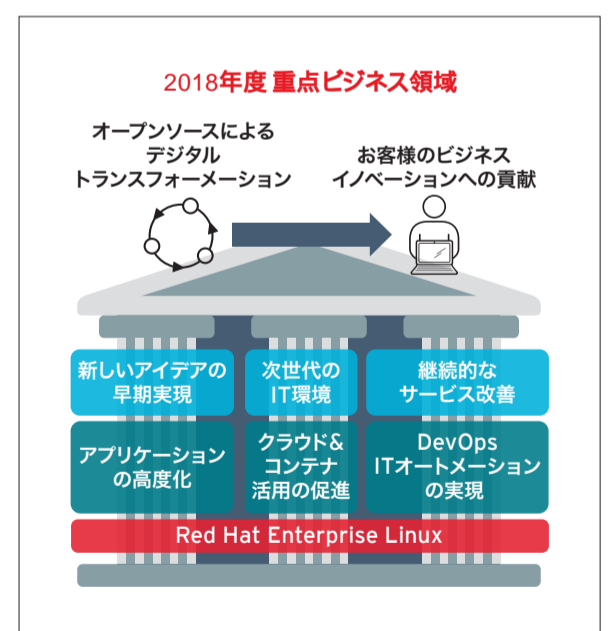 2018年度 重点ビジネス領域
オープンソースによる
デジタル
トランスフォーメーション
お客様のビジネス
イノベーションへの貢献
新しいアイデアの
早期実現
次世代の
IT環境
継続的な
サービス改善
アプリケーション
の高度化
クラウド&
コンテナ
活用の促進
DevOps
ITオートメーション
の実現
Red Hat Enterprise Linux